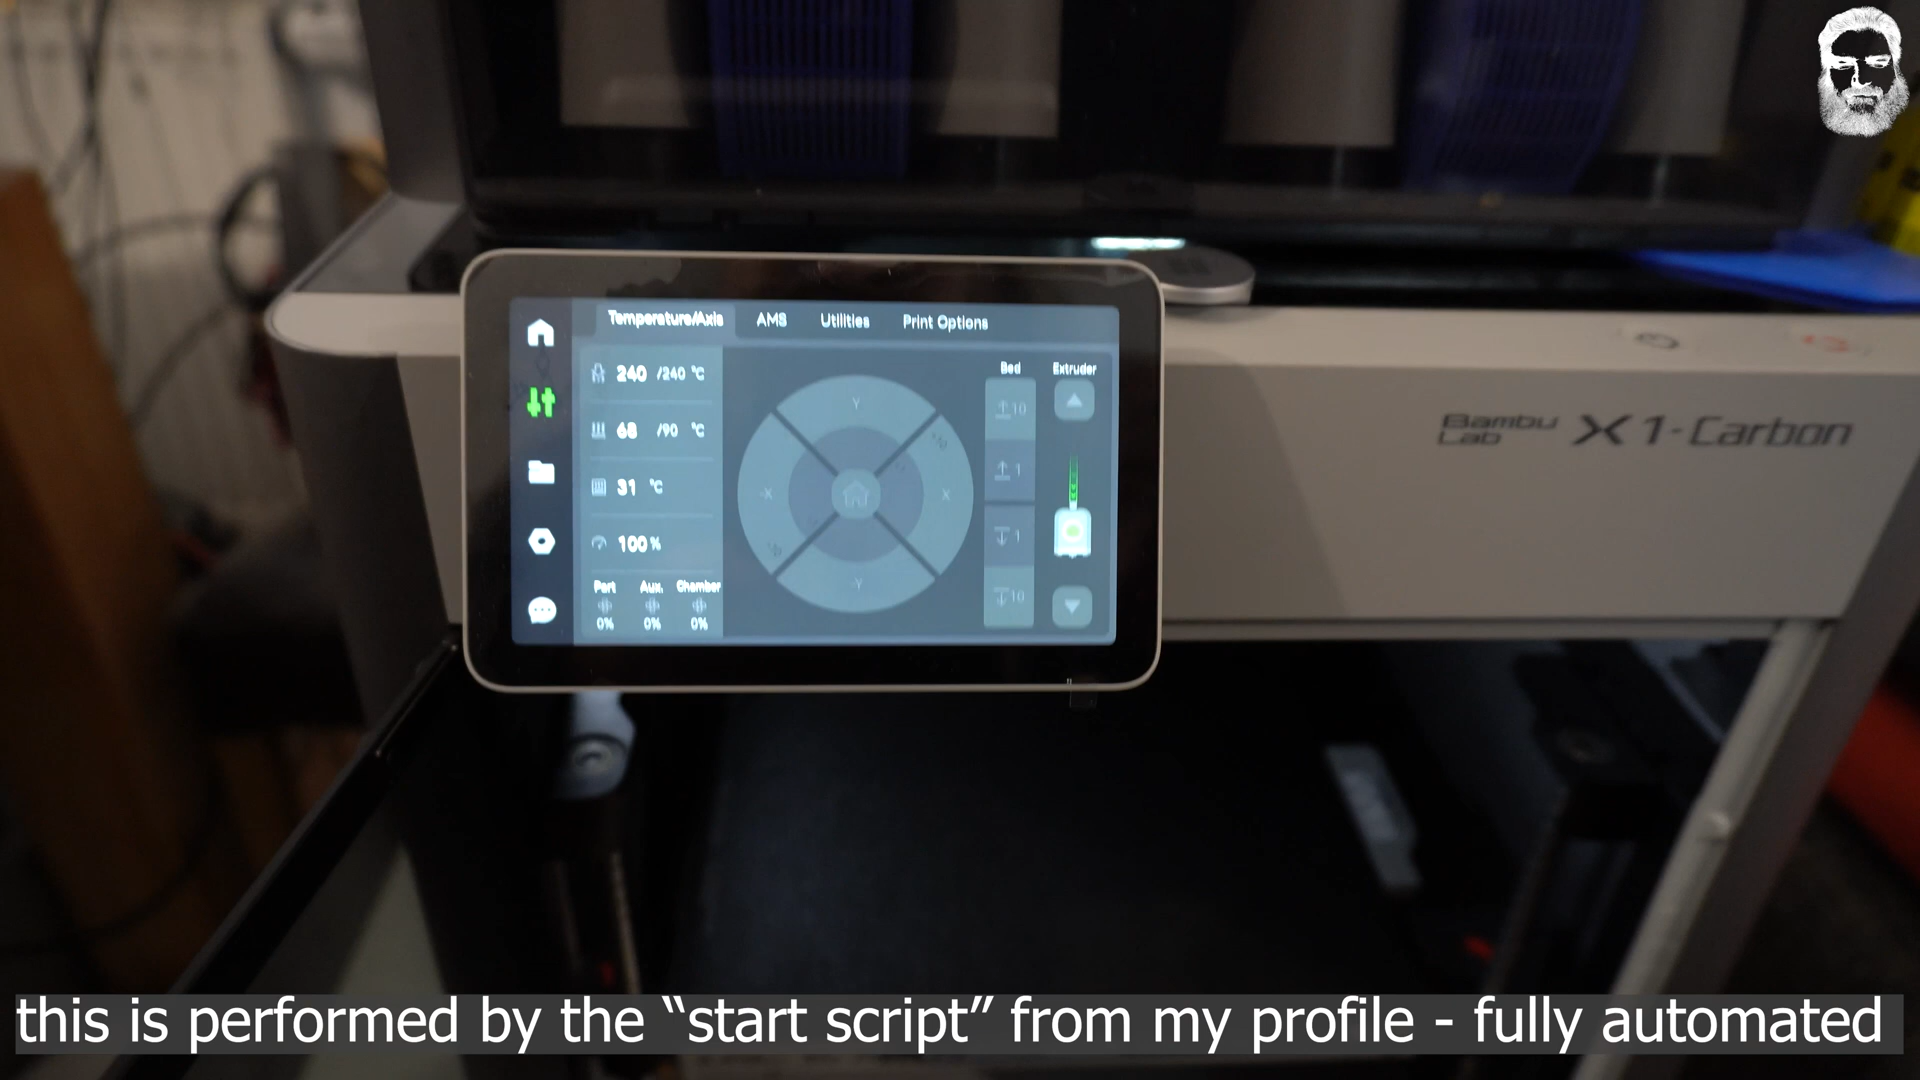 Temperature/Axis AMS Utilities Print Options
240 /240 °C
68 /90 °C
31 °C
100 %
Part Aux. Chamber
0% 0% 0%
Y
-X X
-Y
Bed Extruder
10
1
1
10
Bambu Lab X1-Carbon
this is performed by the “start script” from my profile - fully automated